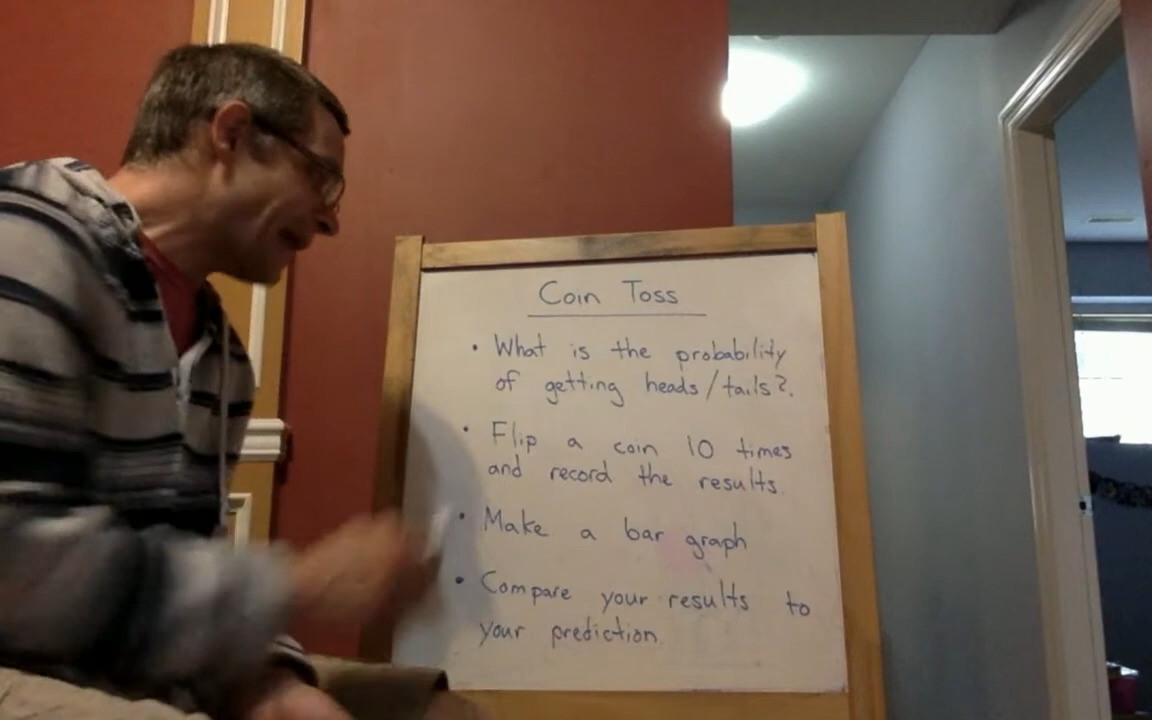 Coin Toss
• What is the probability
of getting heads/tails?.
• Flip a coin 10 times
and record the results.
• Make a bar graph
• Compare your results to
your prediction.